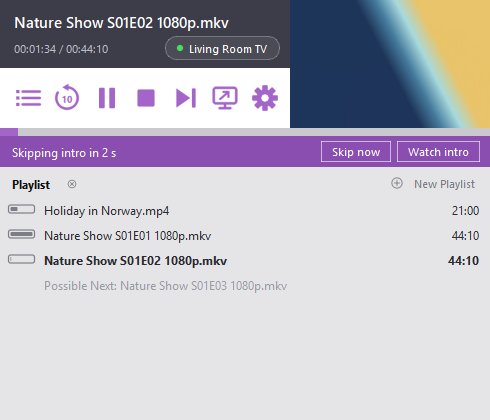 Nature Show S01E02 1080p.mkv
00:01:34 / 00:44:10
Living Room TV
10
Skipping intro in 2 s
Skip now
Watch intro
Playlist
New Playlist
Holiday in Norway.mp4 21:00
Nature Show S01E01 1080p.mkv 44:10
Nature Show S01E02 1080p.mkv 44:10
Possible Next: Nature Show S01E03 1080p.mkv